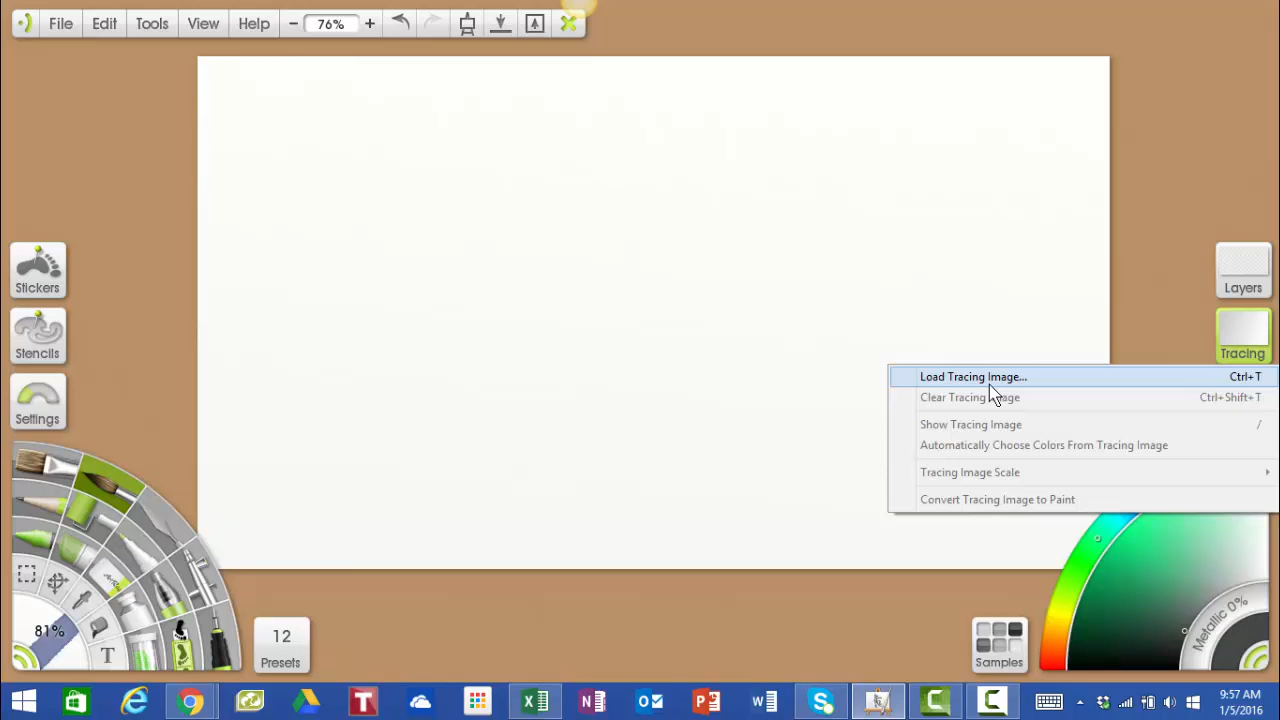 File Edit Tools View Help − 76% +
Stickers
Stencils
Settings
Layers
Tracing
Load Tracing Image... Ctrl+T
Clear Tracing Image Ctrl+Shift+T
Show Tracing Image /
Automatically Choose Colors From Tracing Image
Tracing Image Scale
Convert Tracing Image to Paint
81%
T
12
Presets
Samples
Metallic 0%
9:57 AM
1/5/2016